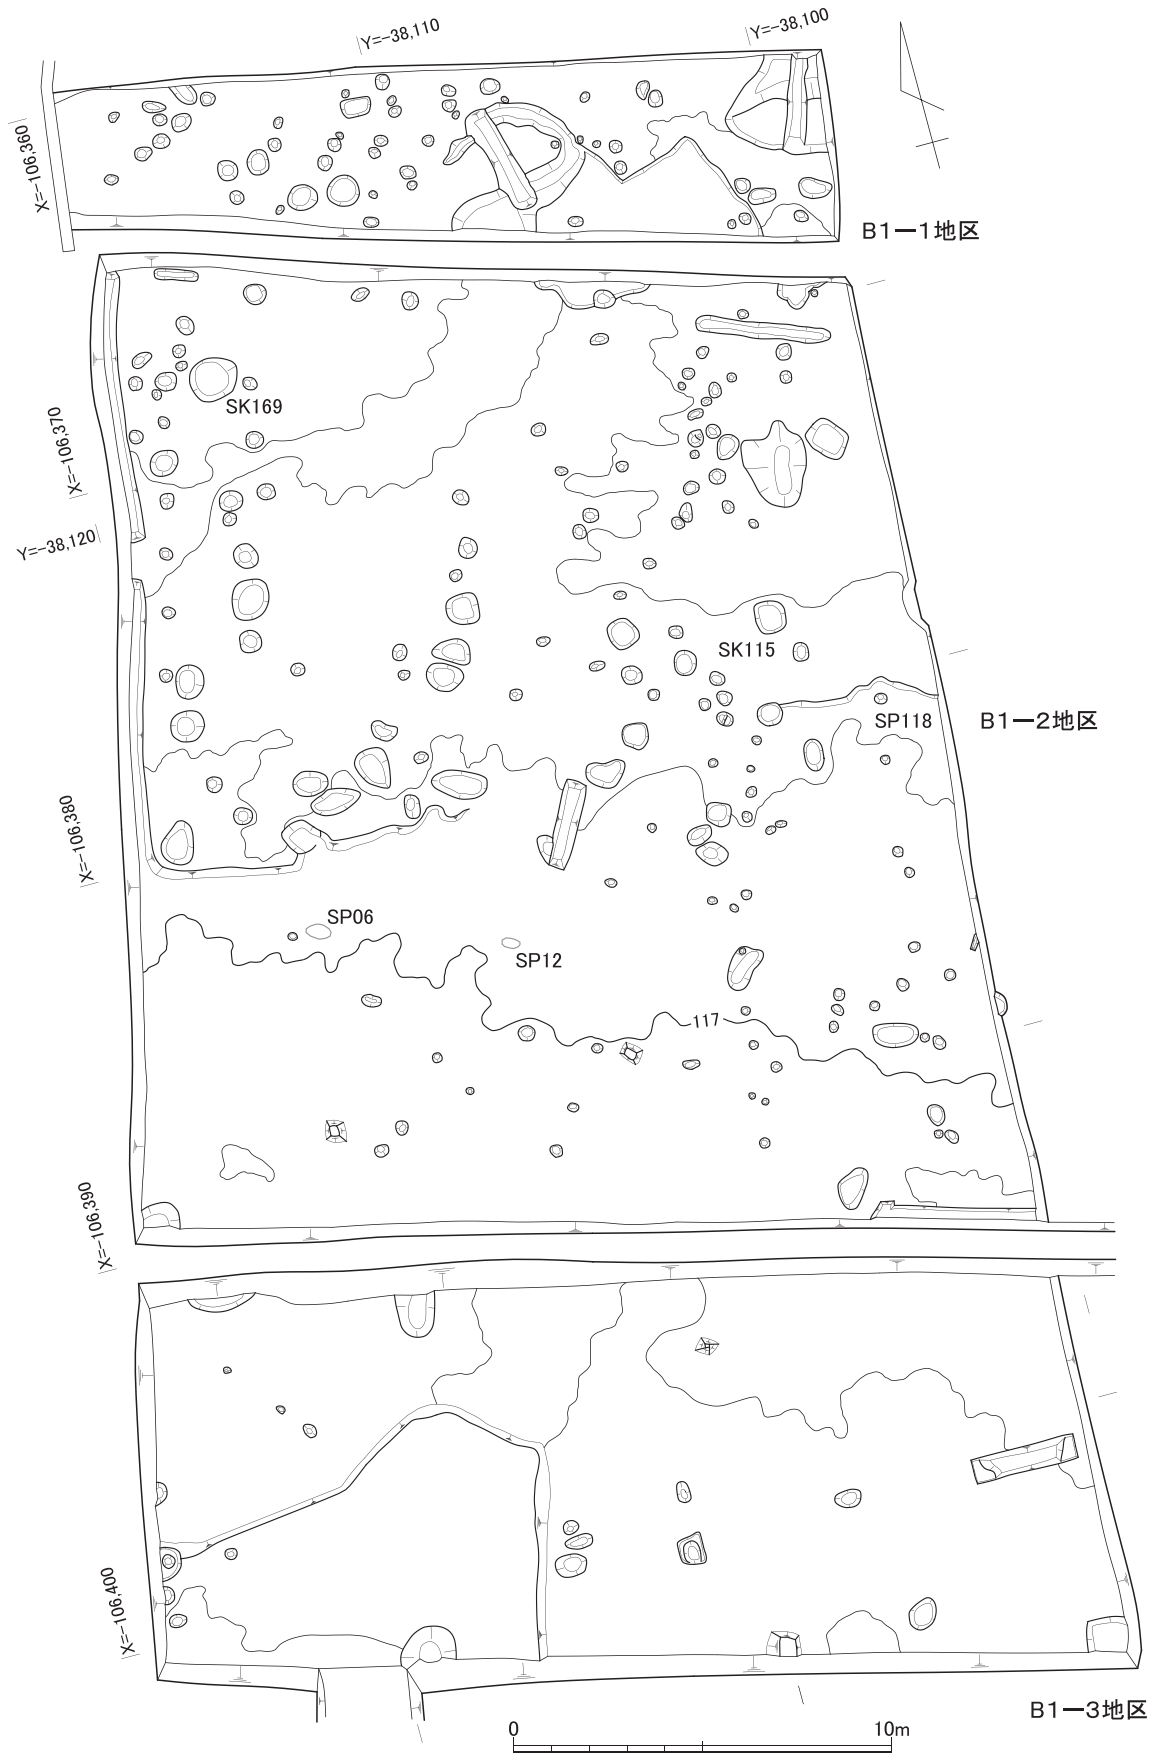 Y=-38,110
Y=-38,100
X=-106,360
B1ー1地区
SK169
X=-106,370
Y=-38,120
SK115
SP118
B1ー2地区
X=-106,380
SP06
SP12
117
X=-106,390
X=-106,400
B1ー3地区
0
10m